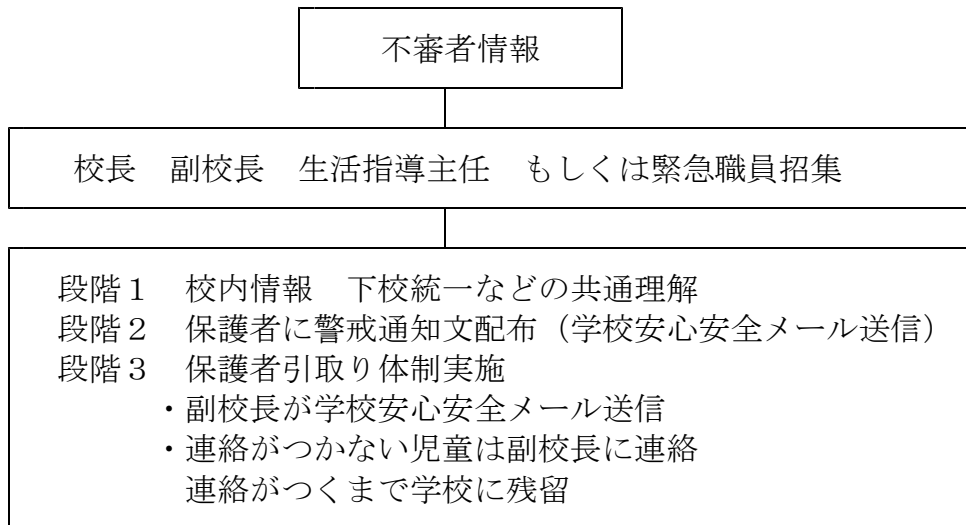 不審者情報
校長　副校長　生活指導主任　もしくは緊急職員招集
段階１　校内情報　下校統一などの共通理解
段階２　保護者に警戒通知文配布（学校安心安全メール送信）
段階３　保護者引取り体制実施
・副校長が学校安心安全メール送信
・連絡がつかない児童は副校長に連絡
連絡がつくまで学校に残留